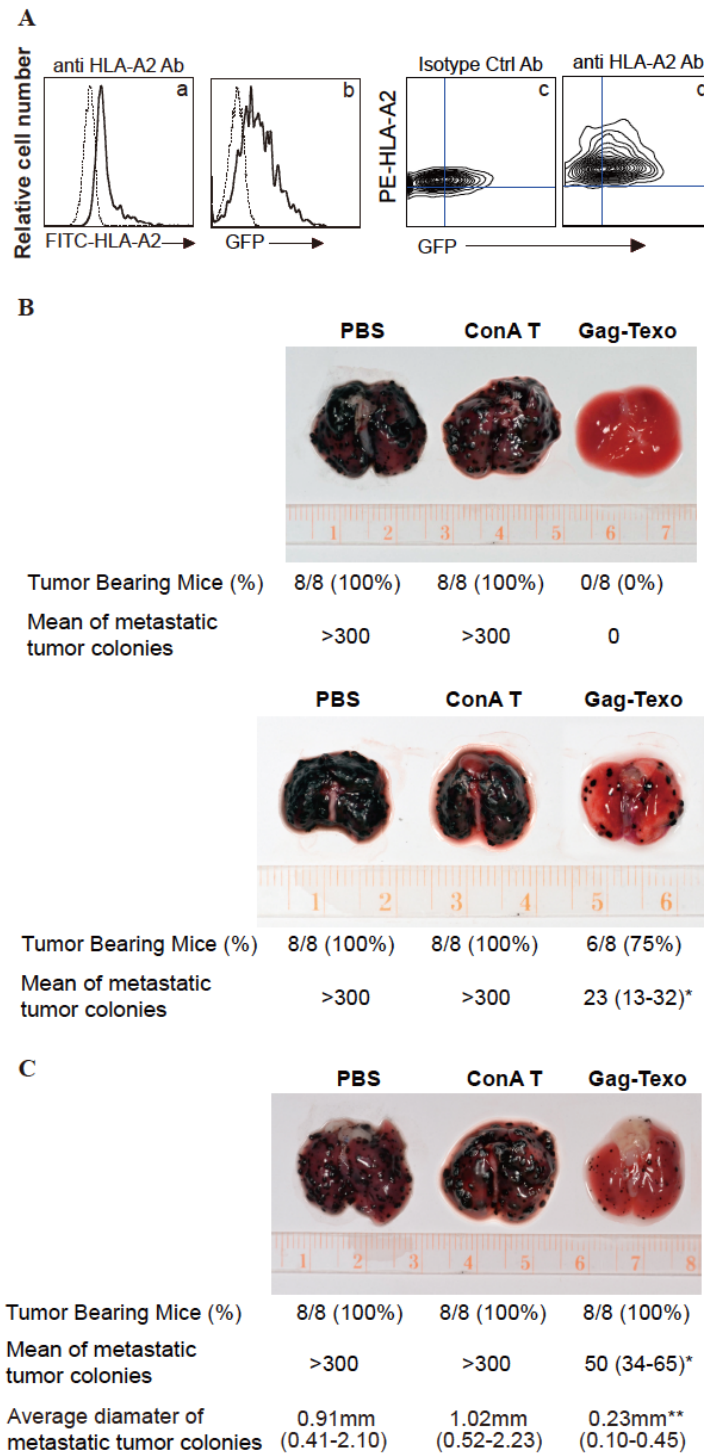 A
anti HLA-A2 Ab
a
b
Isotype Ctrl Ab
c
anti HLA-A2 Ab
d
Relative cell number
FITC-HLA-A2
GFP
PE-HLA-A2
GFP
B
PBS ConA T Gag-Texo
1 2 3 4 5 6 7
Tumor Bearing Mice (%) 8/8 (100%) 8/8 (100%) 0/8 (0%)
Mean of metastatic
tumor colonies >300 >300 0
PBS ConA T Gag-Texo
1 2 3 4 5 6
Tumor Bearing Mice (%) 8/8 (100%) 8/8 (100%) 6/8 (75%)
Mean of metastatic
tumor colonies >300 >300 23 (13-32)*
C
PBS ConA T Gag-Texo
1 2 3 4 5 6 7 8
Tumor Bearing Mice (%) 8/8 (100%) 8/8 (100%) 8/8 (100%)
Mean of metastatic
tumor colonies >300 >300 50 (34-65)*
Average diamater of 0.91mm 1.02mm 0.23mm**
metastatic tumor colonies (0.41-2.10) (0.52-2.23) (0.10-0.45)